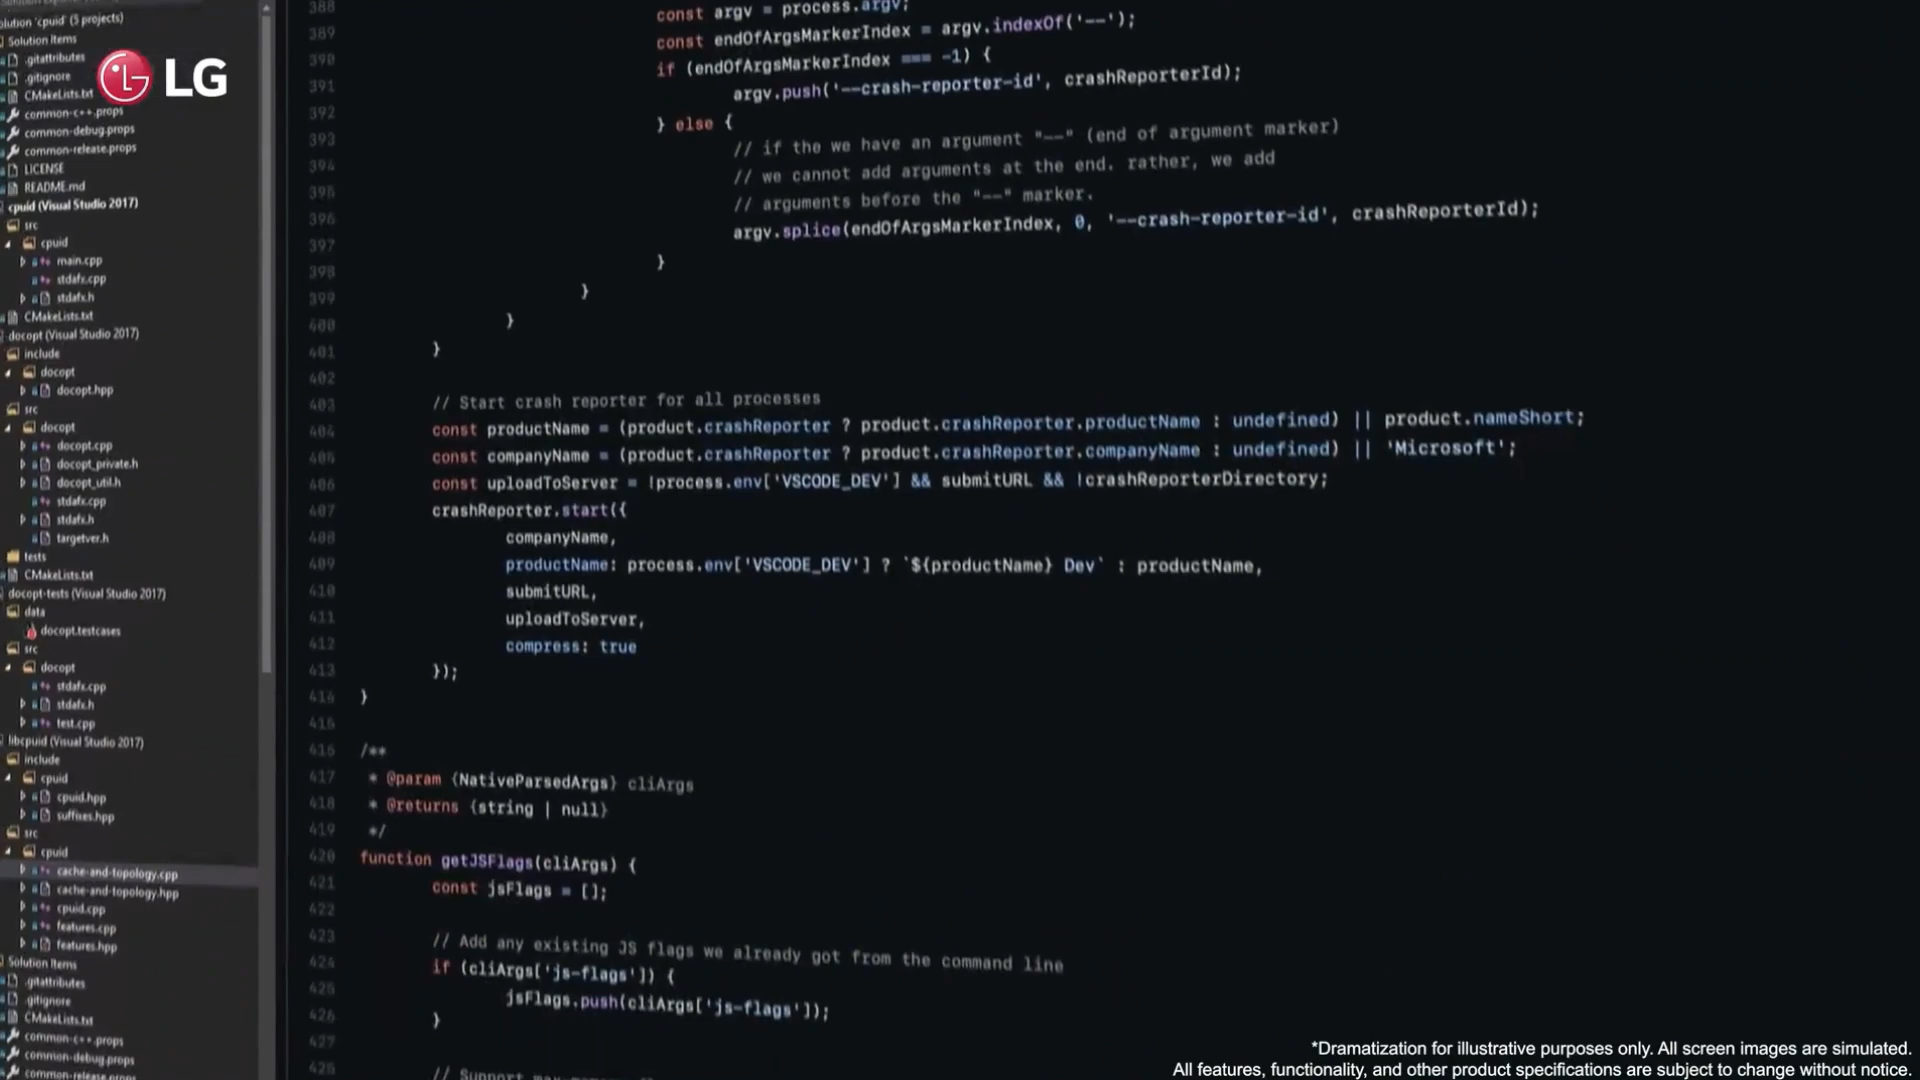 olution 'cpuid' (5 projects)
Solution Items
.gitattributes
.gitignore
CMakeLists.txt
common-c++.props
common-debug.props
common-release.props
LICENSE
README.md
cpuid (Visual Studio 2017)
src
cpuid
main.cpp
stdafx.cpp
stdafx.h
CMakeLists.txt
docopt (Visual Studio 2017)
include
docopt
docopt.hpp
src
docopt
docopt.cpp
docopt_private.h
docopt_util.h
stdafx.cpp
stdafx.h
targetver.h
tests
CMakeLists.txt
docopt-tests (Visual Studio 2017)
data
docopt.testcases
src
docopt
stdafx.cpp
stdafx.h
test.cpp
libcpuid (Visual Studio 2017)
include
cpuid
cpuid.hpp
suffixes.hpp
src
cpuid
cache-and-topology.cpp
cache-and-topology.hpp
cpuid.cpp
features.cpp
features.hpp
Solution Items
.gitattributes
.gitignore
CMakeLists.txt
common-c++.props
common-debug.props
common-release.props
LG
388 const argv = process.argv;
389 const endOfArgsMarkerIndex = argv.indexOf('--');
390 if (endOfArgsMarkerIndex === -1) {
391 argv.push('--crash-reporter-id', crashReporterId);
392 } else {
393 // if the we have an argument "--" (end of argument marker)
394 // we cannot add arguments at the end. rather, we add
395 // arguments before the "--" marker.
396 argv.splice(endOfArgsMarkerIndex, 0, '--crash-reporter-id', crashReporterId);
397 }
398 }
399 }
400 }
401
402
403 // Start crash reporter for all processes
404 const productName = (product.crashReporter ? product.crashReporter.productName : undefined) || product.nameShort;
405 const companyName = (product.crashReporter ? product.crashReporter.companyName : undefined) || 'Microsoft';
406 const uploadToServer = !process.env['VSCODE_DEV'] && submitURL && !crashReporterDirectory;
407 crashReporter.start({
408 companyName,
409 productName: process.env['VSCODE_DEV'] ? `${productName} Dev` : productName,
410 submitURL,
411 uploadToServer,
412 compress: true
413 });
414 }
415
416 /**
417 * @param {NativeParsedArgs} cliArgs
418 * @returns {string | null}
419 */
420 function getJSFlags(cliArgs) {
421 const jsFlags = [];
422
423 // Add any existing JS flags we already got from the command line
424 if (cliArgs['js-flags']) {
425 jsFlags.push(cliArgs['js-flags']);
426 }
427
428 // Support
*Dramatization for illustrative purposes only. All screen images are simulated.
All features, functionality, and other product specifications are subject to change without notice.